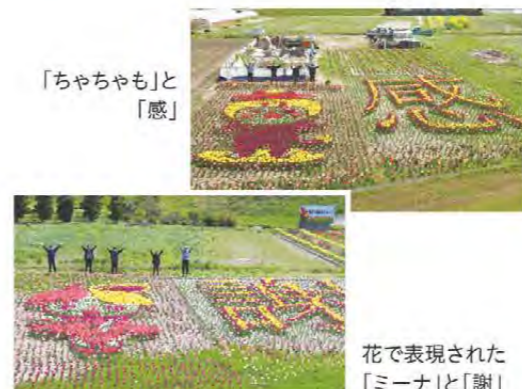 「ちゃちゃも」と
「感」
感
謝
花で表現された
「ミーナ」と「謝」